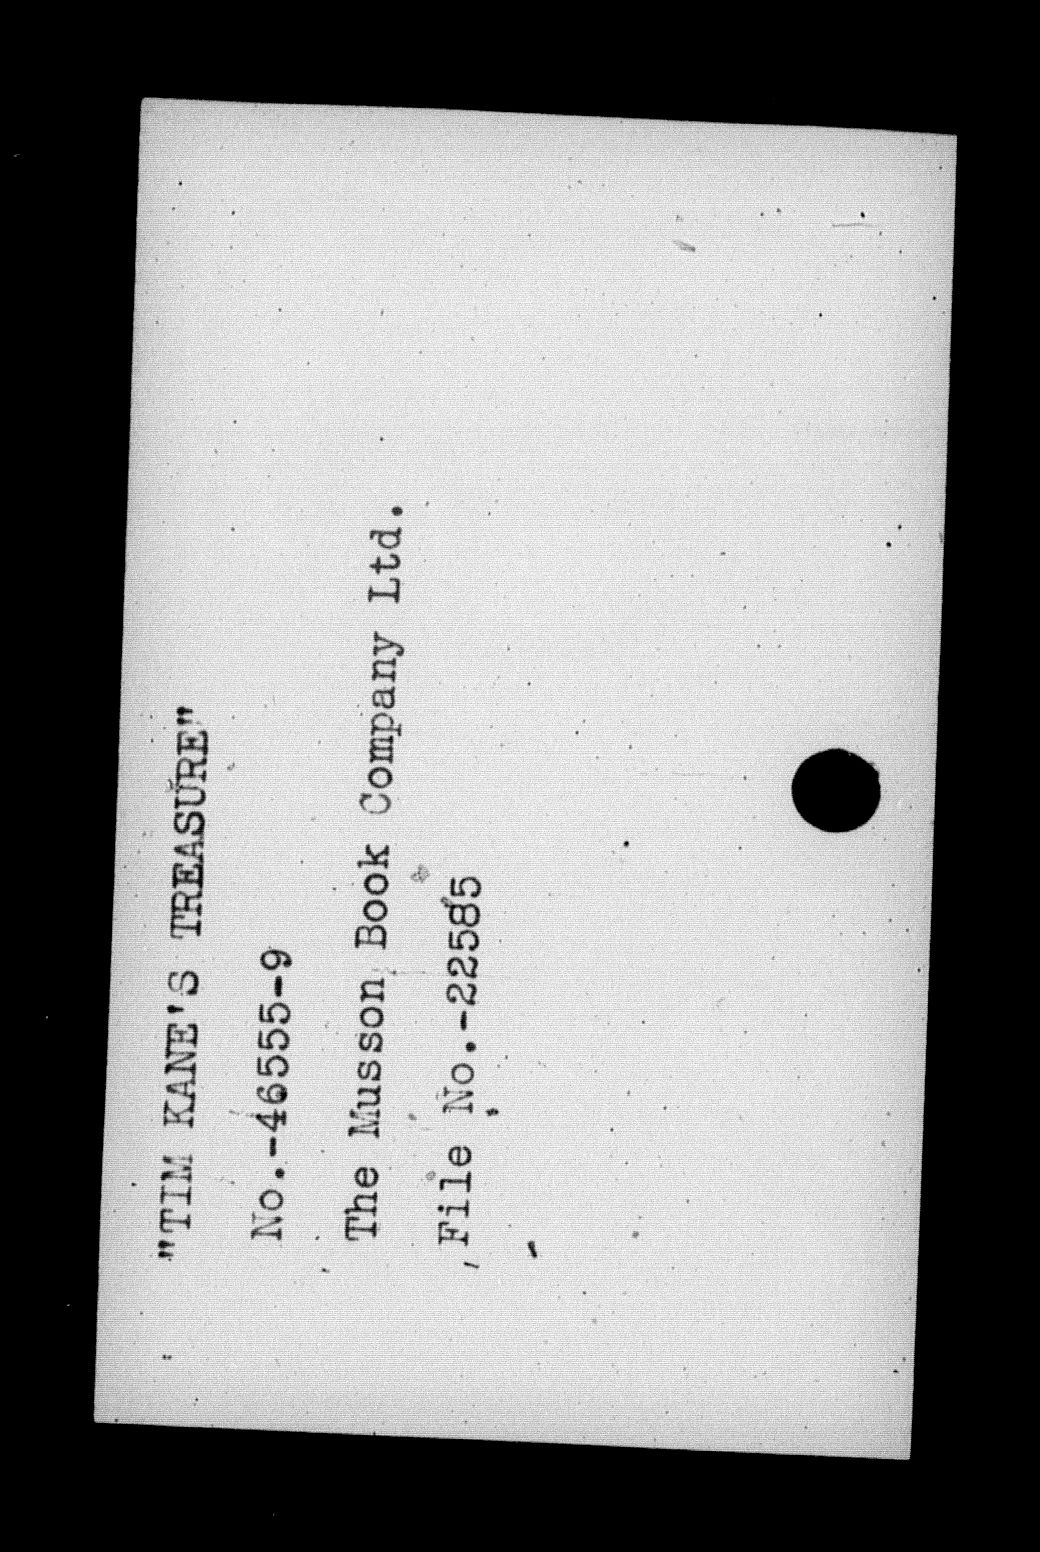 "TIM KANE'S TREASURE"
No.-46555-9
The Musson Book Company Ltd.
File No.-22585